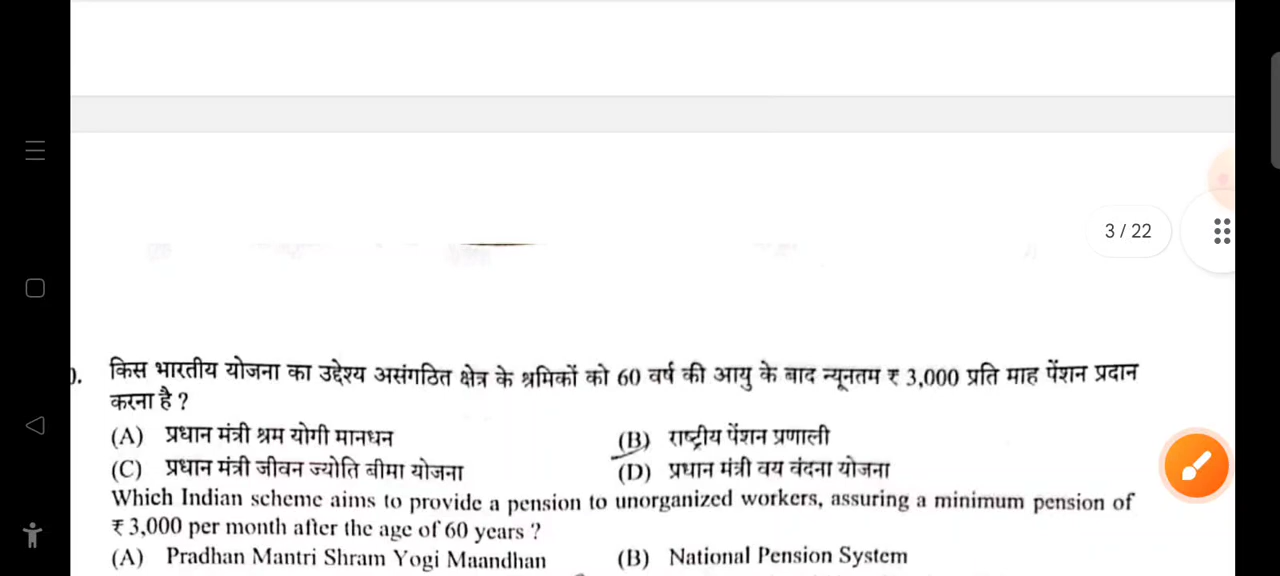 3 / 22
). किस भारतीय योजना का उद्देश्य असंगठित क्षेत्र के श्रमिकों को 60 वर्ष की आयु के बाद न्यूनतम ₹ 3,000 प्रति माह पेंशन प्रदान
करना है ?
(A) प्रधान मंत्री श्रम योगी मानधन (B) राष्ट्रीय पेंशन प्रणाली
(C) प्रधान मंत्री जीवन ज्योति बीमा योजना (D) प्रधान मंत्री वय वंदना योजना
Which Indian scheme aims to provide a pension to unorganized workers, assuring a minimum pension of
₹ 3,000 per month after the age of 60 years ?
(A) Pradhan Mantri Shram Yogi Maandhan (B) National Pension System